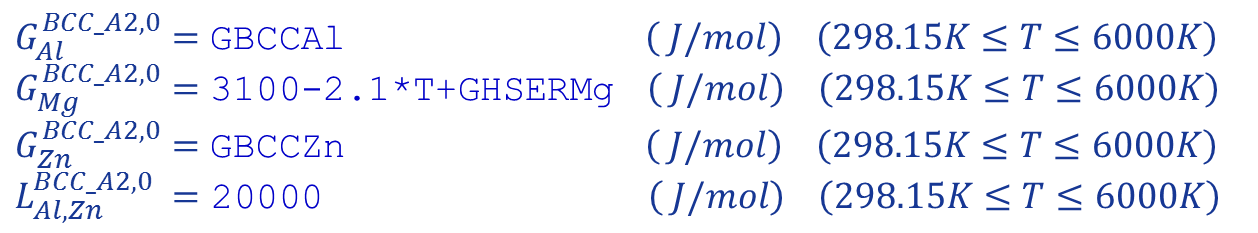 G_{Al}^{BCC_A2,0} = GBCCAl (J/mol) (298.15K ≤ T ≤ 6000K)
G_{Mg}^{BCC_A2,0} = 3100-2.1*T+GHSERMg (J/mol) (298.15K ≤ T ≤ 6000K)
G_{Zn}^{BCC_A2,0} = GBCCZn (J/mol) (298.15K ≤ T ≤ 6000K)
L_{Al,Zn}^{BCC_A2,0} = 20000 (J/mol) (298.15K ≤ T ≤ 6000K)